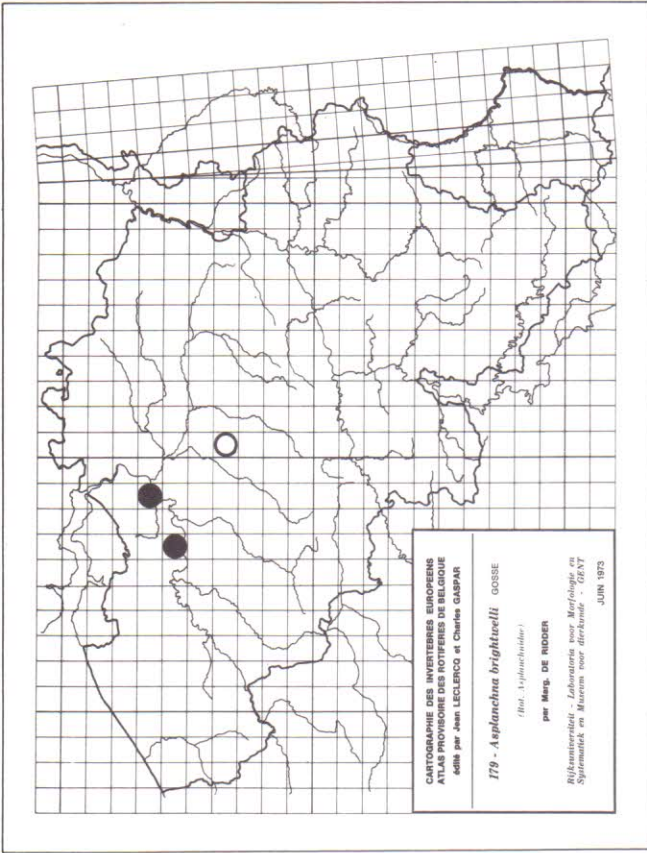 CARTOGRAPHIE DES INVERTEBRES EUROPEENS
ATLAS PROVISOIRE DES ROTIFERES DE BELGIQUE
édité par Jean LECLERCQ et Charles GASPAR
179 - Asplanchna brightwelli GOSSE
(Rot. Asplanchnidae)
par Marg. DE RIDDER
Rijksuniversiteit - Laboratoria voor Morfologie en
Systematiek en Museum voor dierkunde - GENT
JUIN 1973